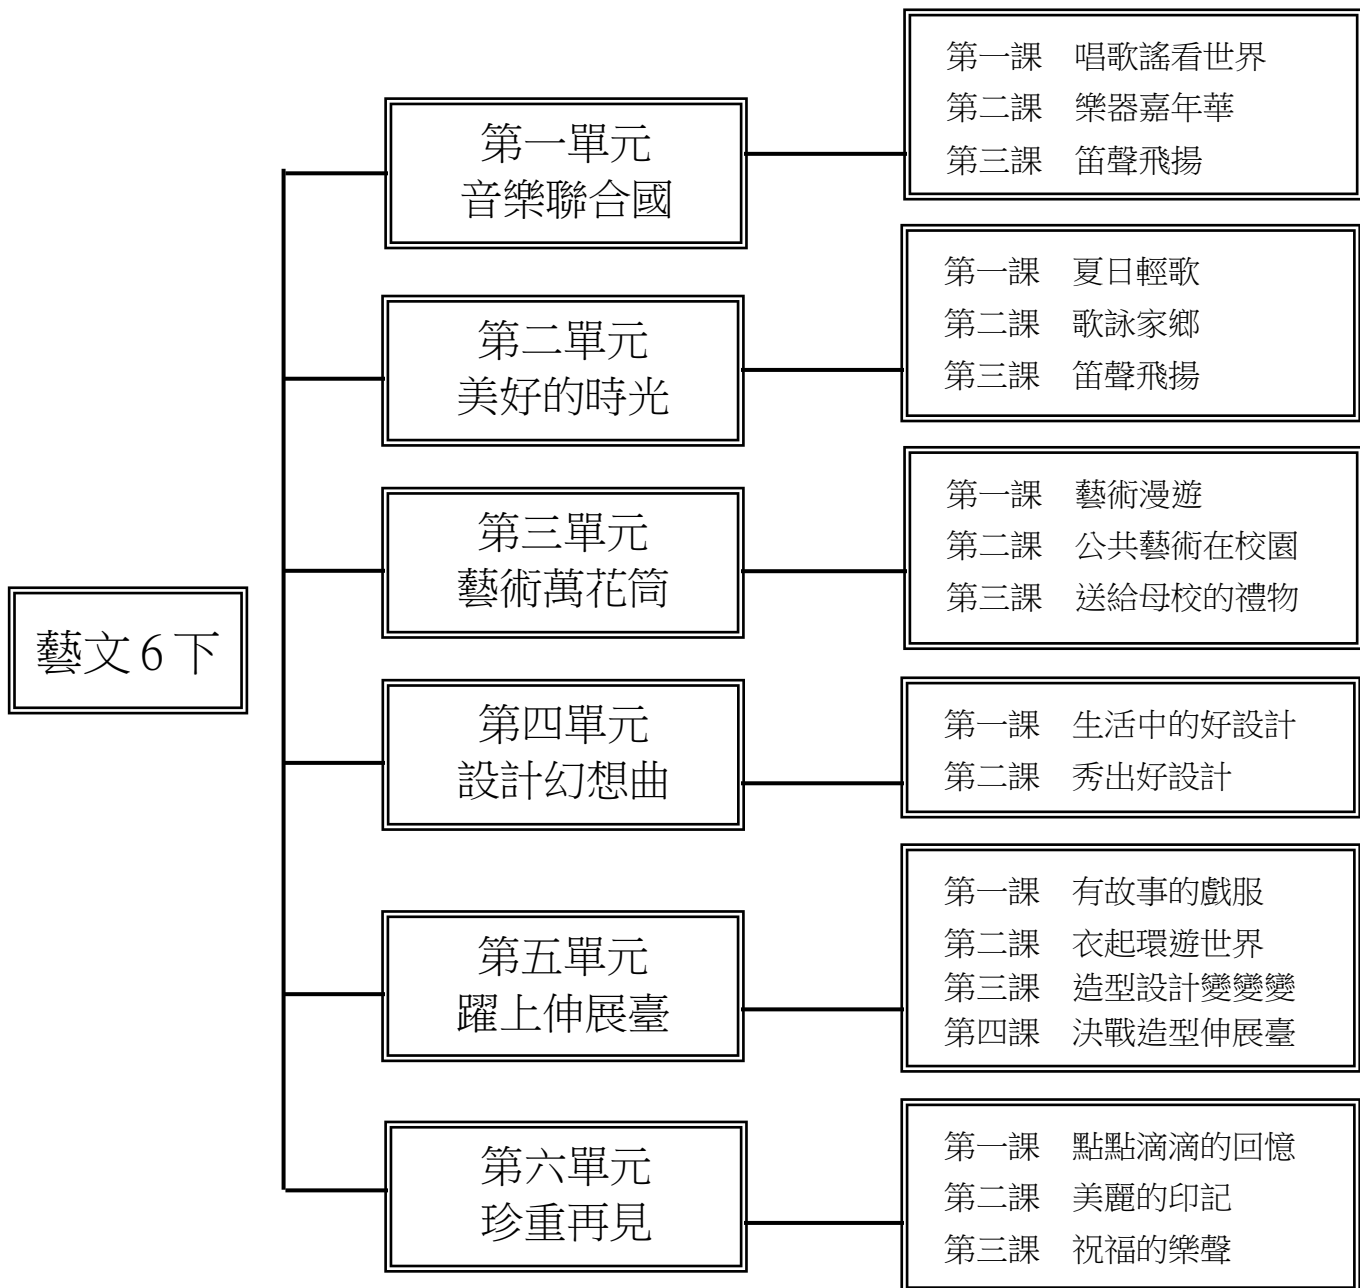 藝文6下
第一單元
音樂聯合國
第一課 唱歌謠看世界
第二課 樂器嘉年華
第三課 笛聲飛揚
第二單元
美好的時光
第一課 夏日輕歌
第二課 歌詠家鄉
第三課 笛聲飛揚
第三單元
藝術萬花筒
第一課 藝術漫遊
第二課 公共藝術在校園
第三課 送給母校的禮物
第四單元
設計幻想曲
第一課 生活中的好設計
第二課 秀出好設計
第五單元
躍上伸展臺
第一課 有故事的戲服
第二課 衣起環遊世界
第三課 造型設計變變變
第四課 決戰造型伸展臺
第六單元
珍重再見
第一課 點點滴滴的回憶
第二課 美麗的印記
第三課 祝福的樂聲